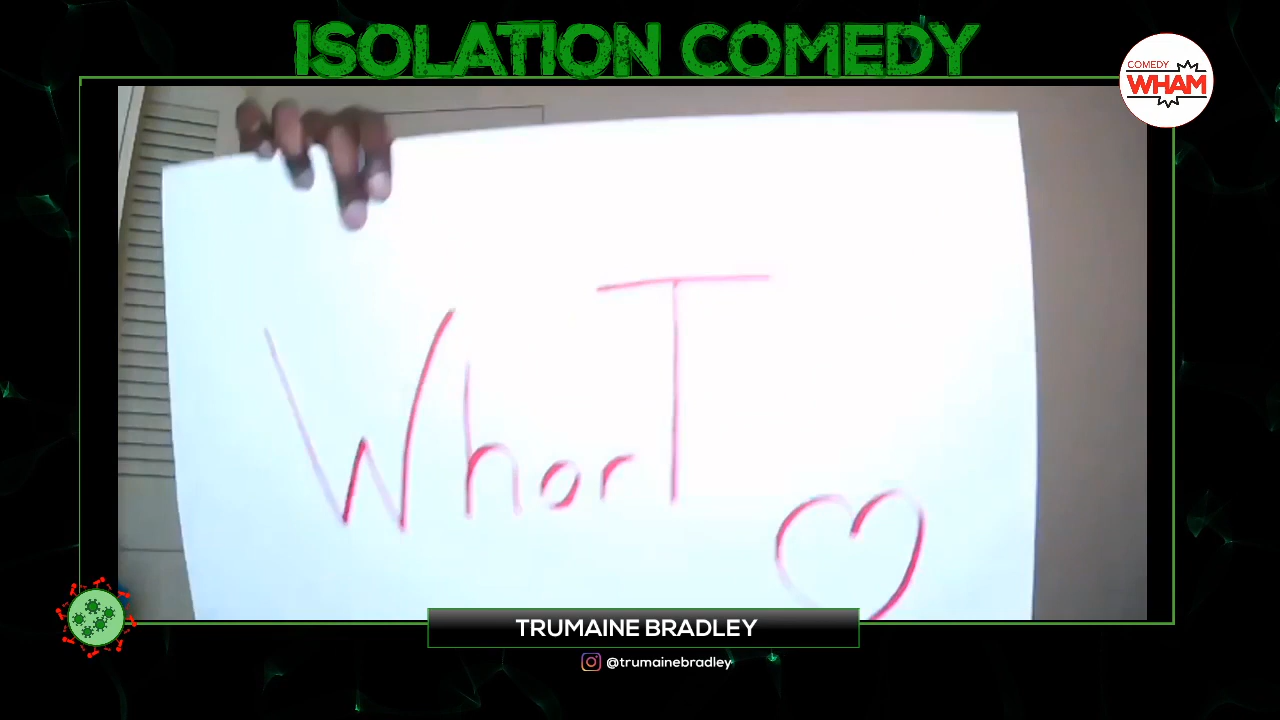 ISOLATION COMEDY
COMEDY
WHAM
WhorT
TRUMAINE BRADLEY
@trumainebradley